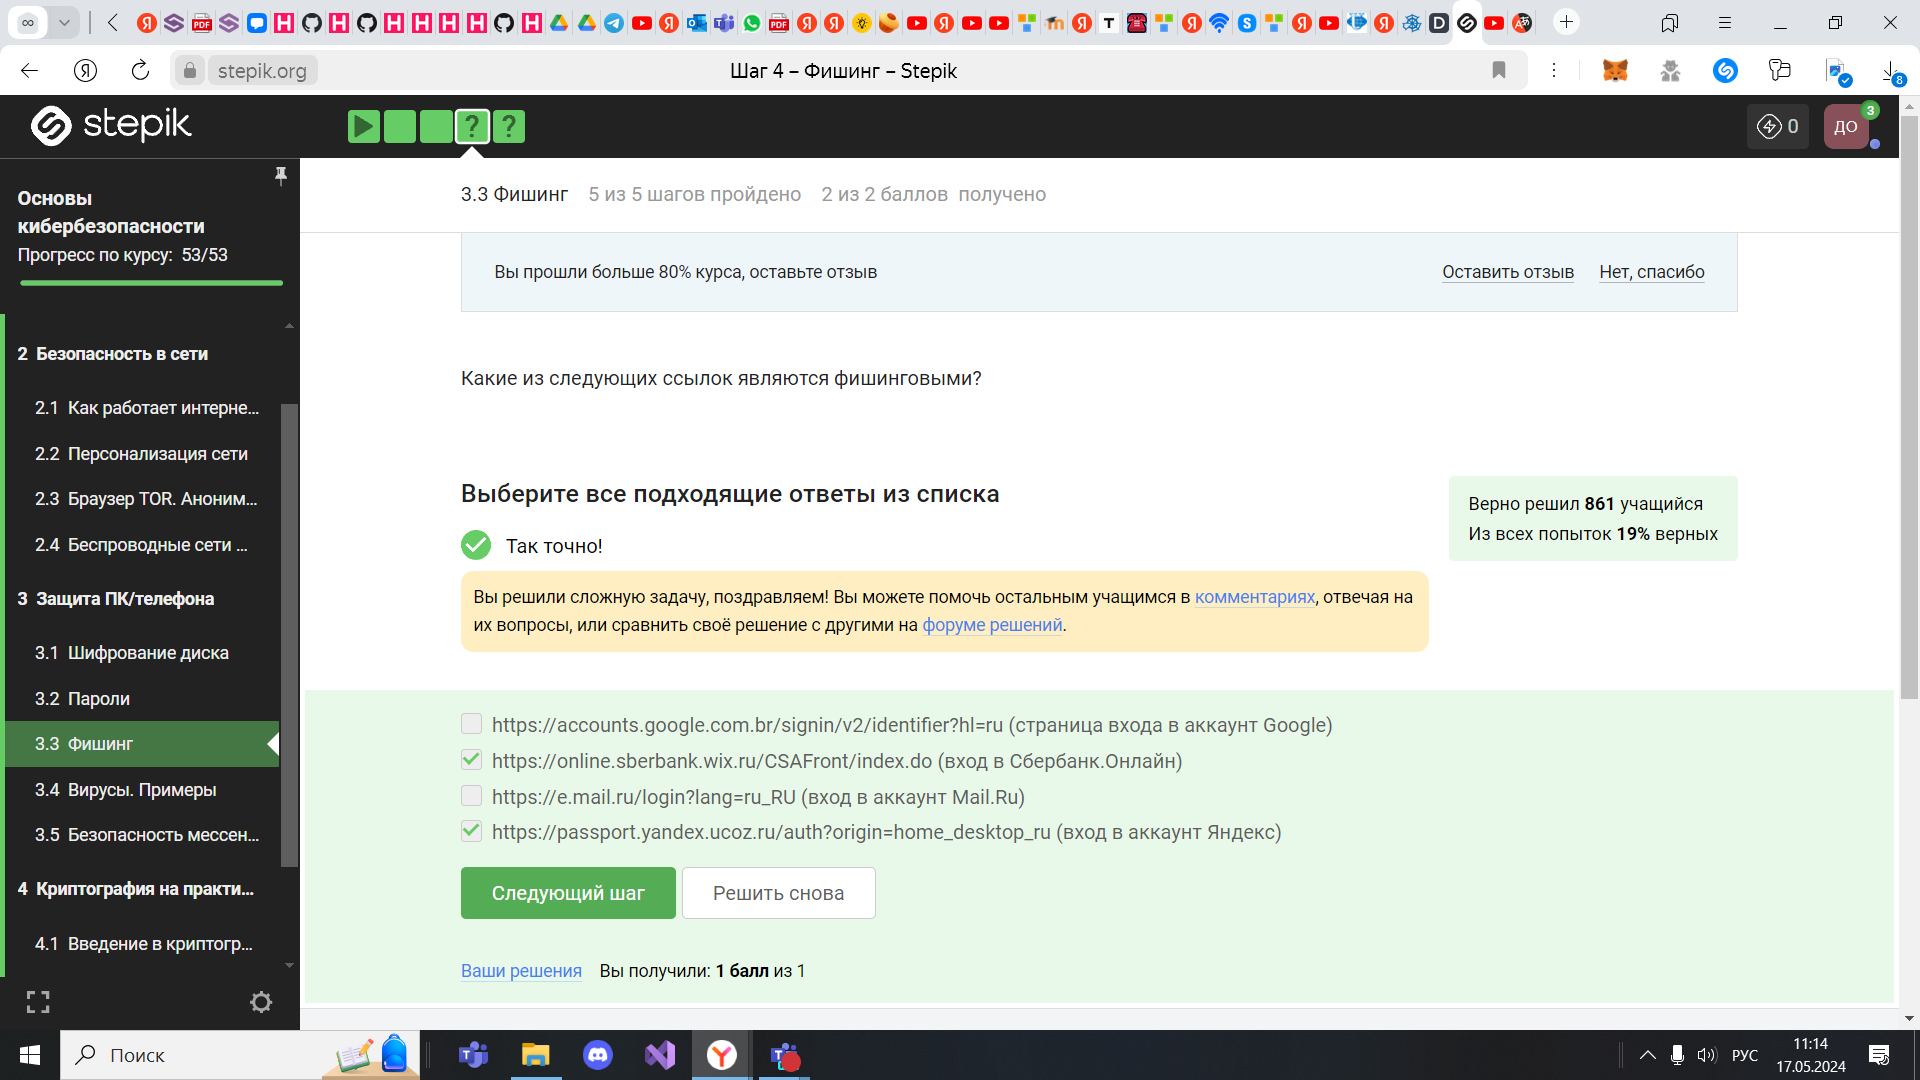 stepik.org
Шаг 4 – Фишинг – Stepik
8
stepik
? ?
0
ДО
3
Основы
кибербезопасности
Прогресс по курсу: 53/53
3.3 Фишинг 5 из 5 шагов пройдено 2 из 2 баллов получено
Вы прошли больше 80% курса, оставьте отзыв
Оставить отзыв
Нет, спасибо
2 Безопасность в сети
2.1 Как работает интерне...
2.2 Персонализация сети
2.3 Браузер TOR. Аноним...
2.4 Беспроводные сети ...
3 Защита ПК/телефона
3.1 Шифрование диска
3.2 Пароли
3.3 Фишинг
3.4 Вирусы. Примеры
3.5 Безопасность мессен...
4 Криптография на практи...
4.1 Введение в криптогр...
Какие из следующих ссылок являются фишинговыми?
Выберите все подходящие ответы из списка
Верно решил 861 учащийся
Из всех попыток 19% верных
Так точно!
Вы решили сложную задачу, поздравляем! Вы можете помочь остальным учащимся в комментариях, отвечая на
их вопросы, или сравнить своё решение с другими на форуме решений.
https://accounts.google.com.br/signin/v2/identifier?hl=ru (страница входа в аккаунт Google)
https://online.sberbank.wix.ru/CSAFront/index.do (вход в Сбербанк.Онлайн)
https://e.mail.ru/login?lang=ru_RU (вход в аккаунт Mail.Ru)
https://passport.yandex.ucoz.ru/auth?origin=home_desktop_ru (вход в аккаунт Яндекс)
Следующий шаг
Решить снова
Ваши решения Вы получили: 1 балл из 1
Поиск
РУС
11:14
17.05.2024